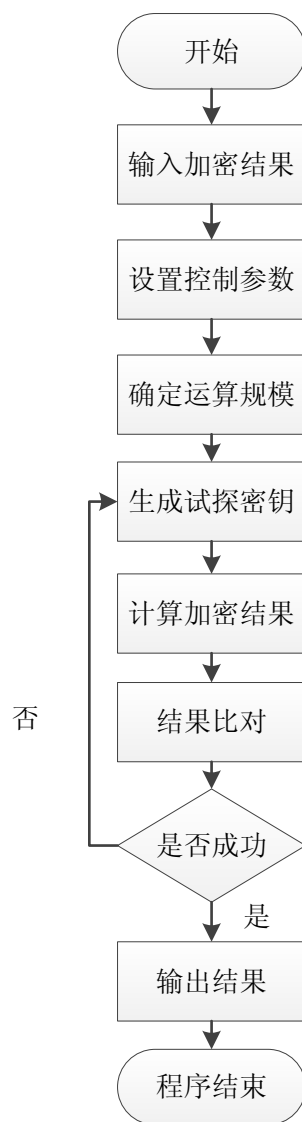 开始
输入加密结果
设置控制参数
确定运算规模
生成试探密钥
计算加密结果
结果比对
否
是否成功
是
输出结果
程序结束